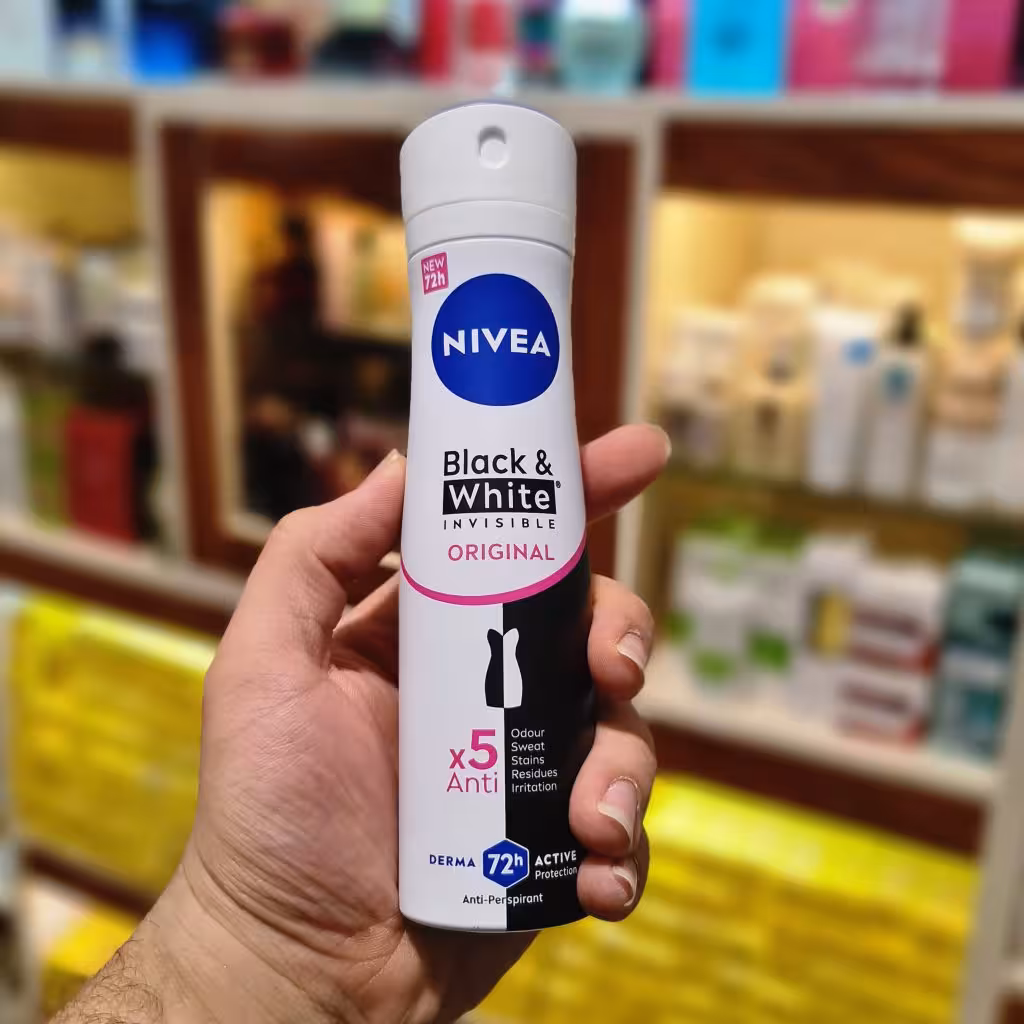 NEW
72h
NIVEA
Black &
White®
INVISIBLE
ORIGINAL
x5
Anti
Odour
Sweat
Stains
Residues
Irritation
DERMA 72h ACTIVE
Protection
Anti-Perspirant